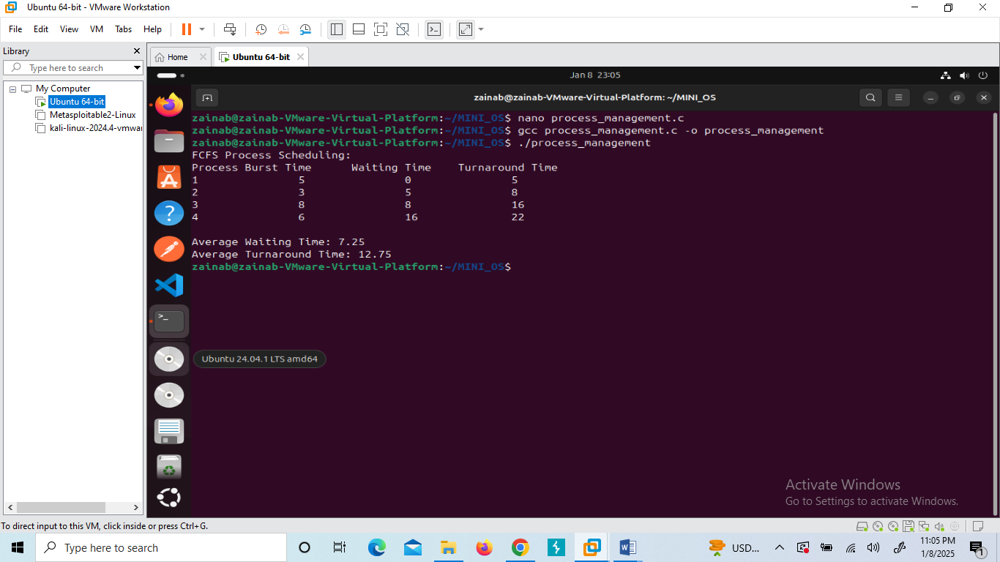 Ubuntu 64-bit - VMware Workstation
File Edit View VM Tabs Help
Library
Type here to search
My Computer
Ubuntu 64-bit
Metasploitable2-Linux
kali-linux-2024.4-vmwar
Home
Ubuntu 64-bit
Jan 8 23:05
zainab@zainab-VMware-Virtual-Platform: ~/MINI_OS
zainab@zainab-VMware-Virtual-Platform:~/MINI_OS$ nano process_management.c
zainab@zainab-VMware-Virtual-Platform:~/MINI_OS$ gcc process_management.c -o process_management
zainab@zainab-VMware-Virtual-Platform:~/MINI_OS$ ./process_management
FCFS Process Scheduling:
Process Burst Time Waiting Time Turnaround Time
1 5 0 5
2 3 5 8
3 8 8 16
4 6 16 22
Average Waiting Time: 7.25
Average Turnaround Time: 12.75
zainab@zainab-VMware-Virtual-Platform:~/MINI_OS$
Ubuntu 24.04.1 LTS amd64
Activate Windows
Go to Settings to activate Windows.
To direct input to this VM, click inside or press Ctrl+G.
Type here to search
USD...
11:05 PM
1/8/2025
1